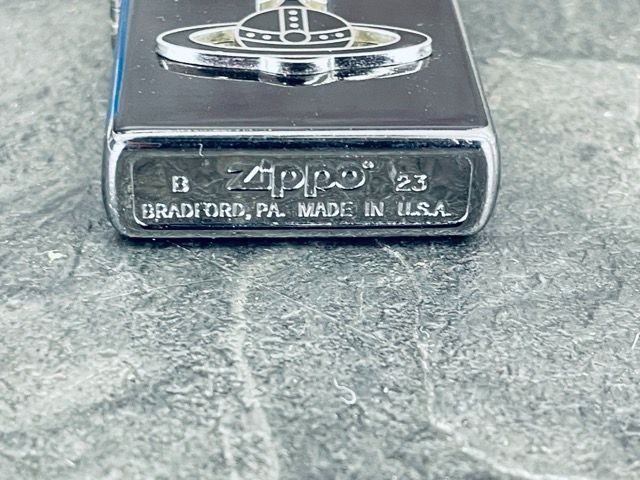 B Zippo® 23
BRADFORD, PA. MADE IN U.S.A.